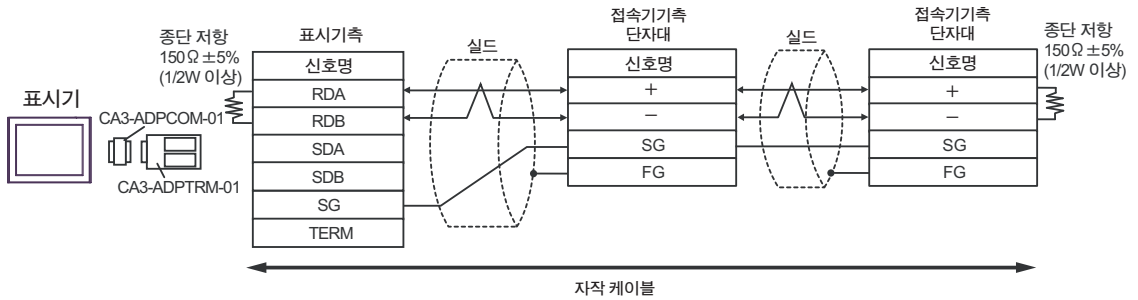 종단 저항
150Ω ±5%
(1/2W 이상)
표시기
CA3-ADPCOM-01
CA3-ADPTRM-01
표시기측
신호명
RDA
RDB
SDA
SDB
SG
TERM
실드
접속기기측
단자대
신호명
+
−
SG
FG
실드
접속기기측
단자대
신호명
+
−
SG
FG
종단 저항
150Ω ±5%
(1/2W 이상)
자작 케이블